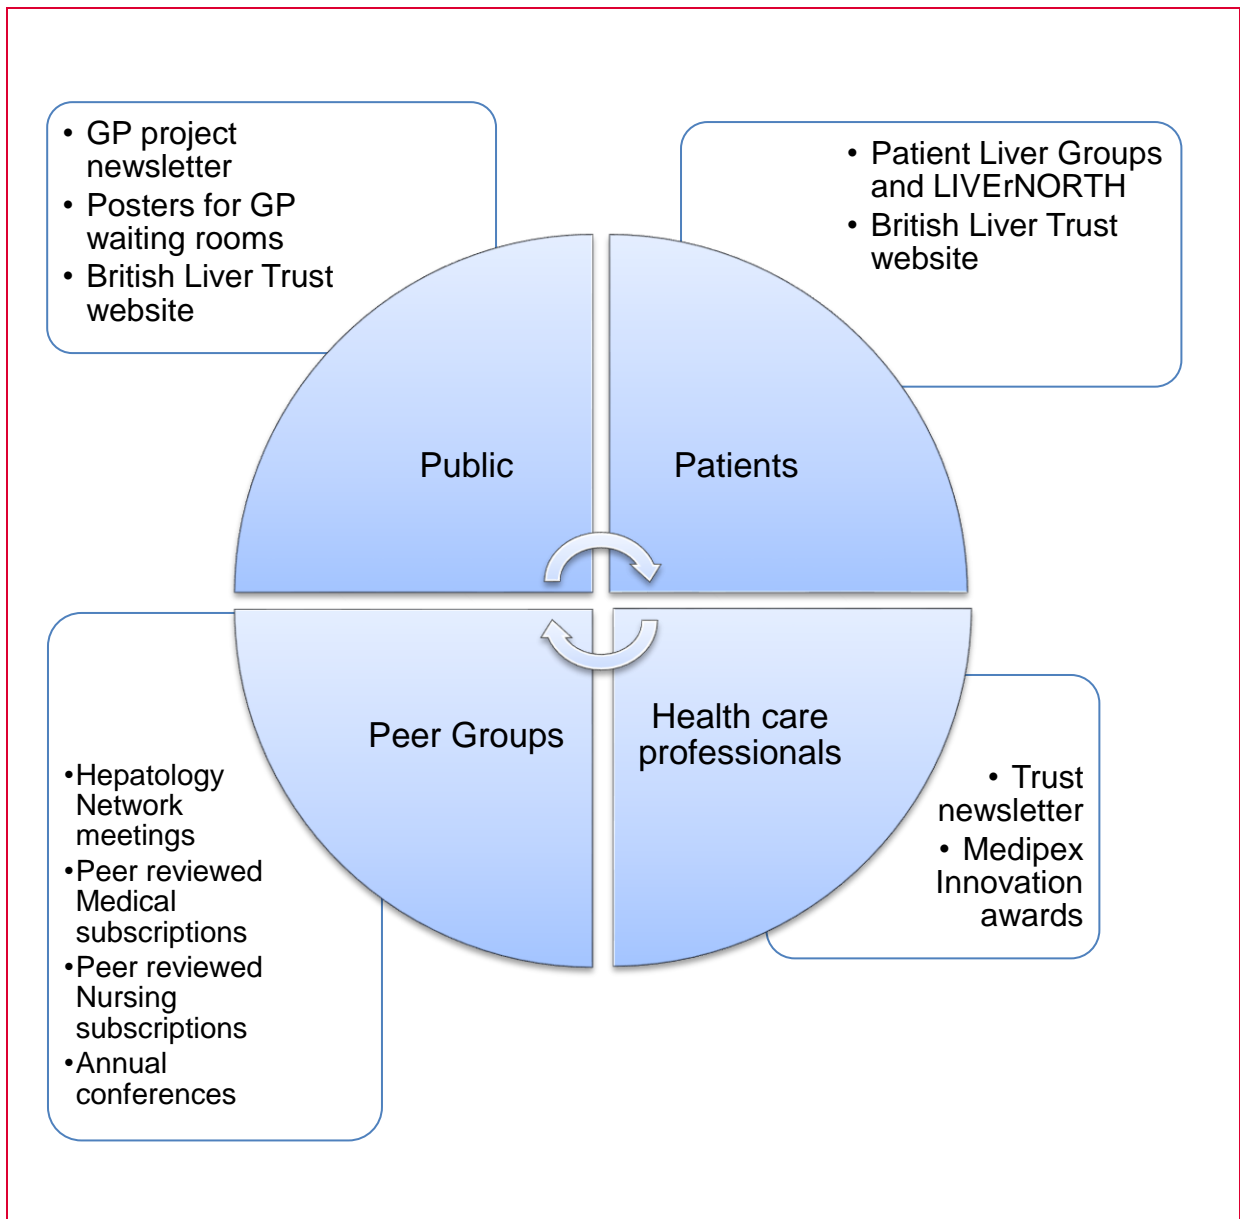 • GP project
newsletter
• Posters for GP
waiting rooms
• British Liver Trust
website
• Patient Liver Groups
and LIVErNORTH
• British Liver Trust
website
Public
Patients
Peer Groups
Health care
professionals
•Hepatology
Network
meetings
•Peer reviewed
Medical
subscriptions
•Peer reviewed
Nursing
subscriptions
•Annual
conferences
• Trust
newsletter
• Medipex
Innovation
awards